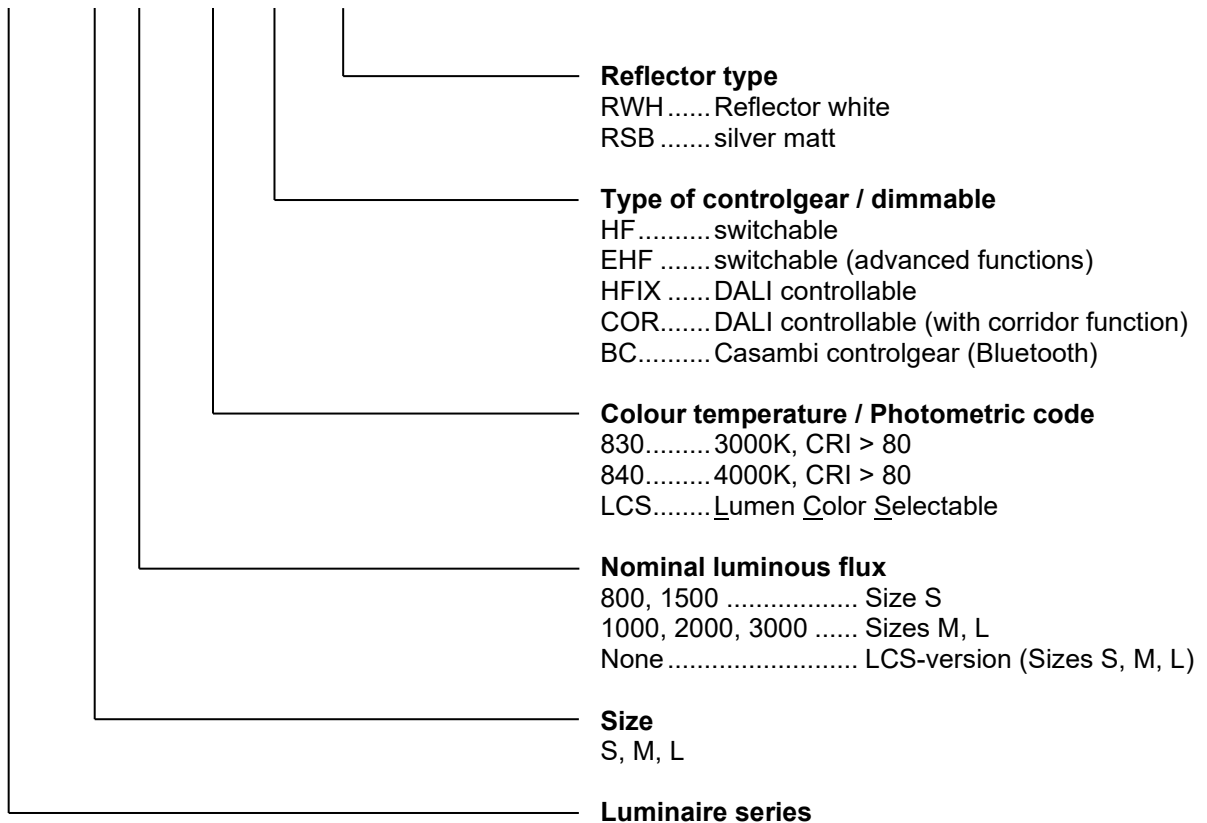 Reflector type
RWH......Reflector white
RSB .......silver matt
Type of controlgear / dimmable
HF..........switchable
EHF .......switchable (advanced functions)
HFIX ......DALI controllable
COR.......DALI controllable (with corridor function)
BC..........Casambi controlgear (Bluetooth)
Colour temperature / Photometric code
830.........3000K, CRI > 80
840.........4000K, CRI > 80
LCS........Lumen Color Selectable
Nominal luminous flux
800, 1500 .................. Size S
1000, 2000, 3000 ...... Sizes M, L
None.......................... LCS-version (Sizes S, M, L)
Size
S, M, L
Luminaire series